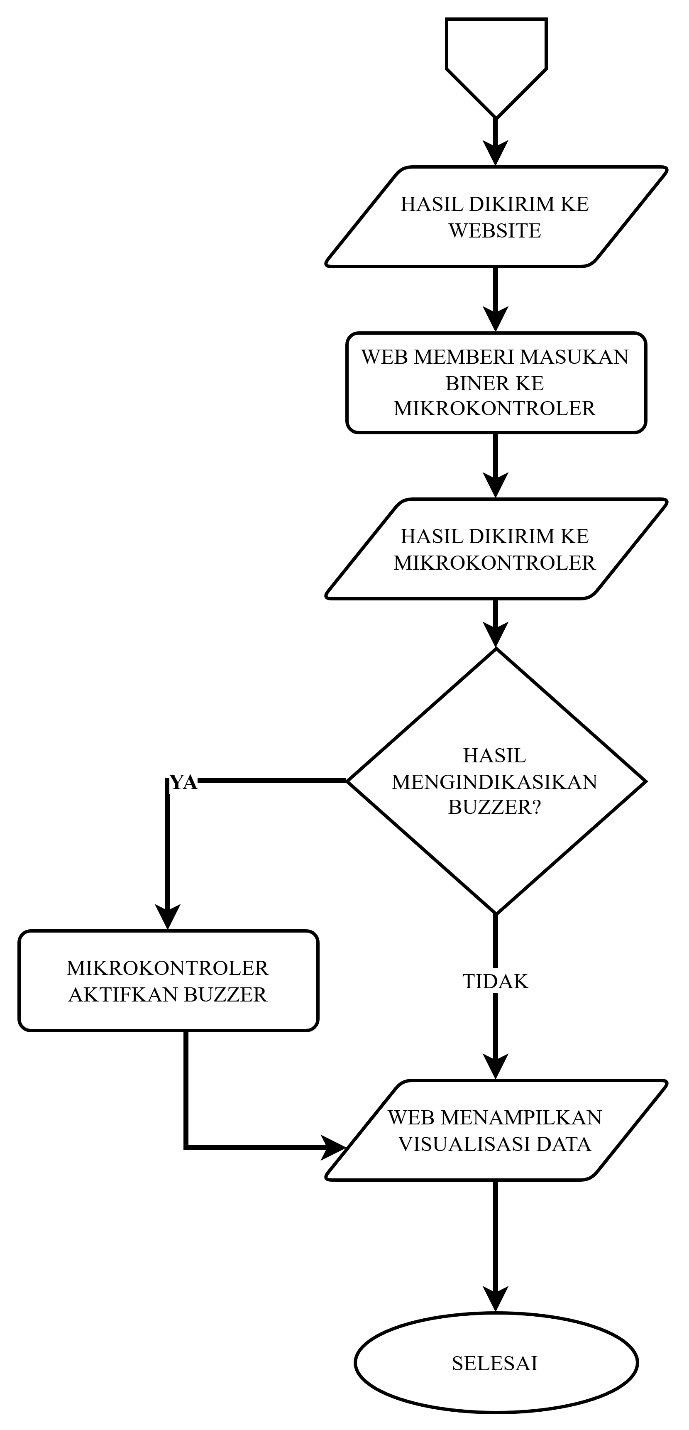 HASIL DIKIRIM KE
WEBSITE
WEB MEMBERI MASUKAN
BINER KE
MIKROKONTROLER
HASIL DIKIRIM KE
MIKROKONTROLER
HASIL
MENGINDIKASIKAN
BUZZER?
YA
MIKROKONTROLER
AKTIFKAN BUZZER
TIDAK
WEB MENAMPILKAN
VISUALISASI DATA
SELESAI